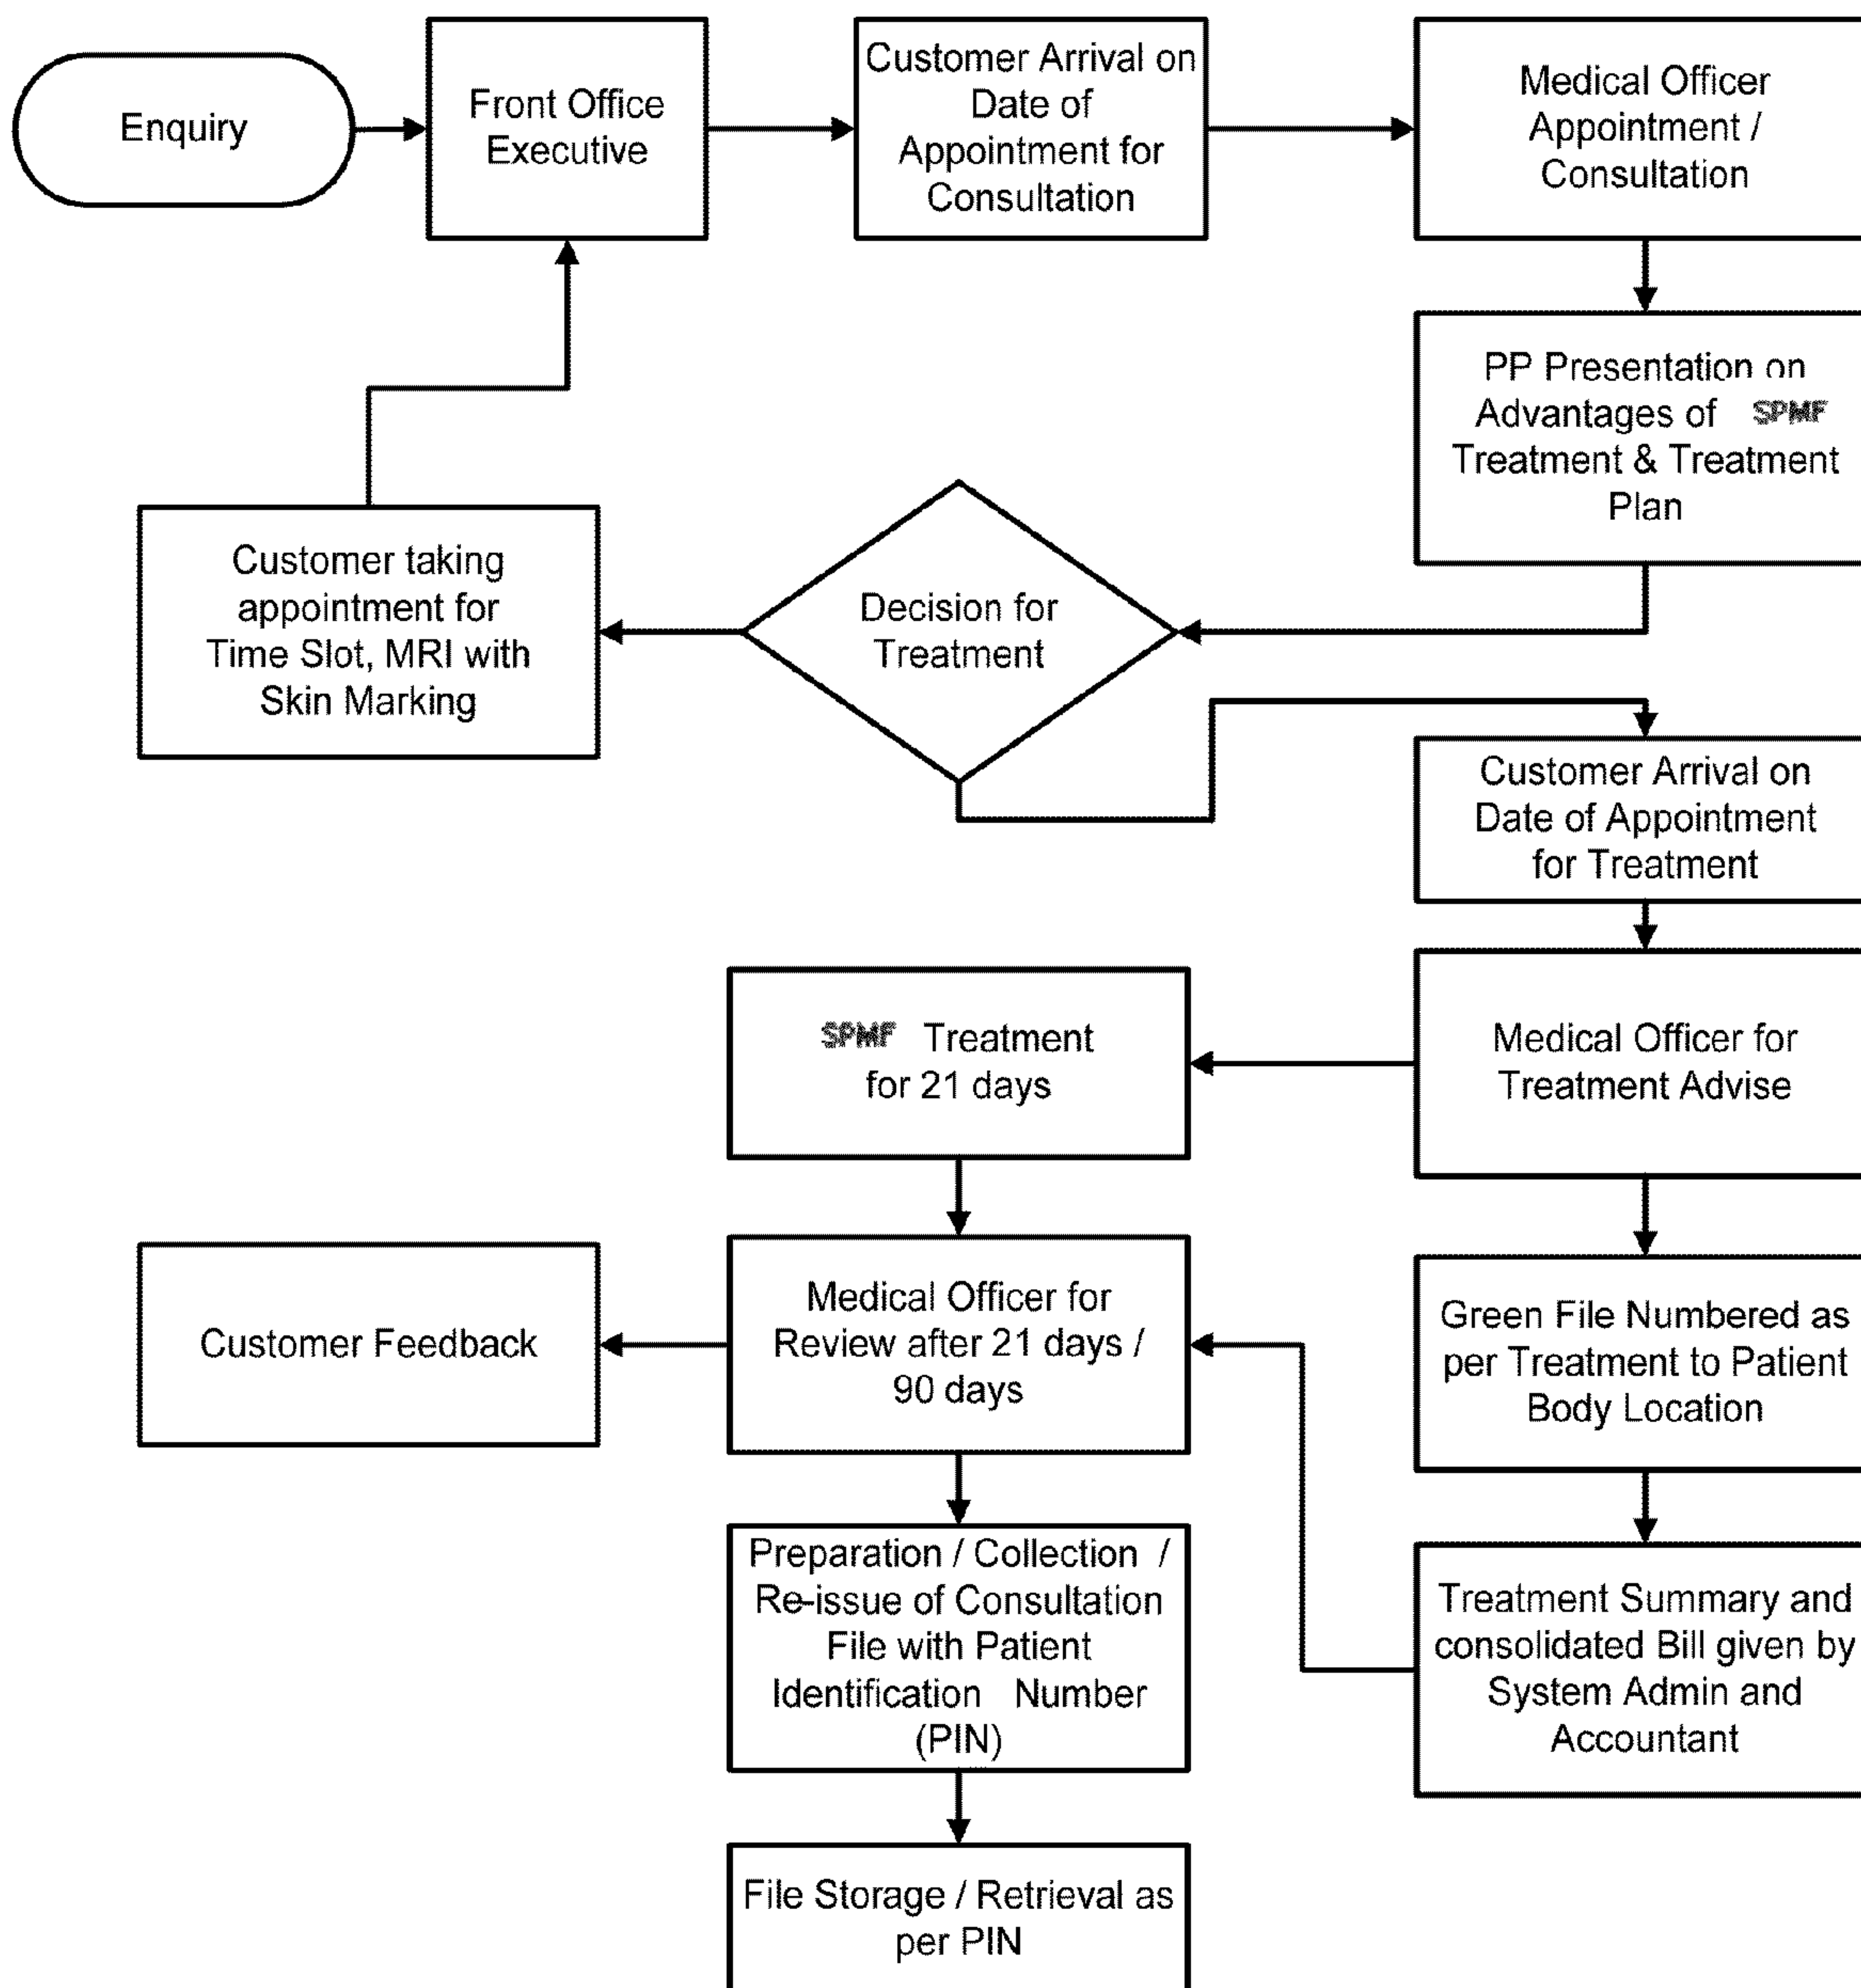 Enquiry
Front Office
Executive
Customer Arrival on
Date of
Appointment for
Consultation
Medical Officer
Appointment /
Consultation
PP Presentation on
Advantages of SPMF
Treatment & Treatment
Plan
Decision for
Treatment
Customer taking
appointment for
Time Slot, MRI with
Skin Marking
Customer Arrival on
Date of Appointment
for Treatment
Medical Officer for
Treatment Advise
SPMF Treatment
for 21 days
Green File Numbered as
per Treatment to Patient
Body Location
Medical Officer for
Review after 21 days /
90 days
Customer Feedback
Treatment Summary and
consolidated Bill given by
System Admin and
Accountant
Preparation / Collection /
Re-issue of Consultation
File with Patient
Identification Number
(PIN)
File Storage / Retrieval as
per PIN